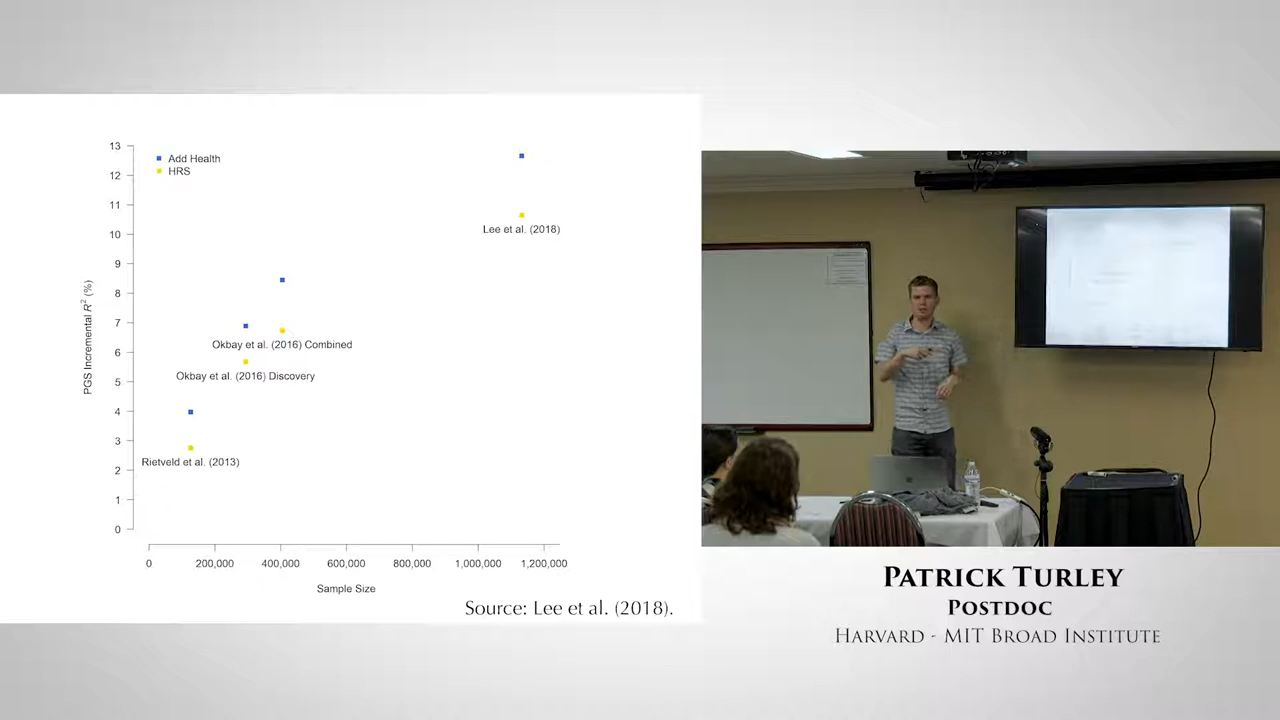 13
12
11
10
9
8
7
6
5
4
3
2
1
0
PGS Incremental R² (%)
Add Health
HRS
Lee et al. (2018)
Okbay et al. (2016) Combined
Okbay et al. (2016) Discovery
Rietveld et al. (2013)
0 200,000 400,000 600,000 800,000 1,000,000 1,200,000
Sample Size
Source: Lee et al. (2018).
Patrick Turley
Postdoc
Harvard - MIT Broad Institute